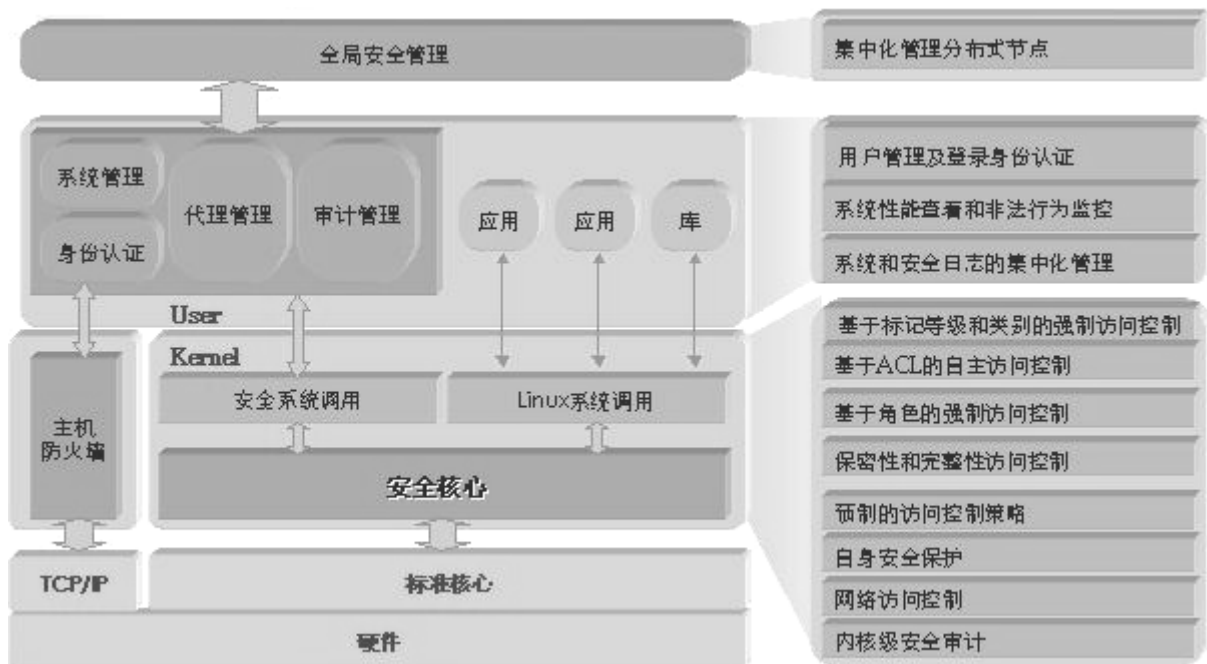 全局安全管理
集中化管理分布式节点
系统管理
身份认证
代理管理
审计管理
应用
应用
库
用户管理及登录身份认证
系统性能查看和非法行为监控
系统和安全日志的集中化管理
User
Kernel
安全系统调用
Linux系统调用
主机
防火墙
安全核心
基于标记等级和类别的强制访问控制
基于ACL的自主访问控制
基于角色的强制访问控制
保密性和完整性访问控制
预制的访问控制策略
自身安全保护
网络访问控制
内核级安全审计
TCP/IP
标准核心
硬件